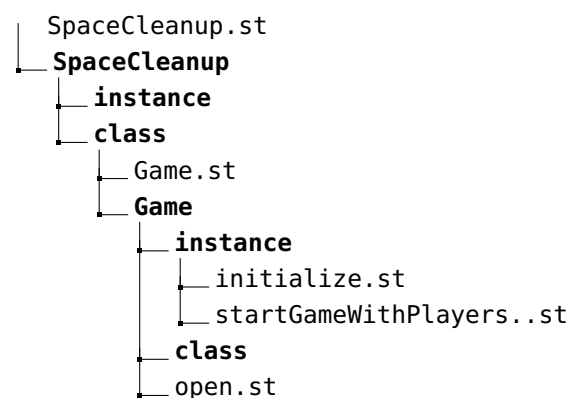 SpaceCleanup.st
SpaceCleanup
instance
class
Game.st
Game
instance
initialize.st
startGameWithPlayers..st
class
open.st